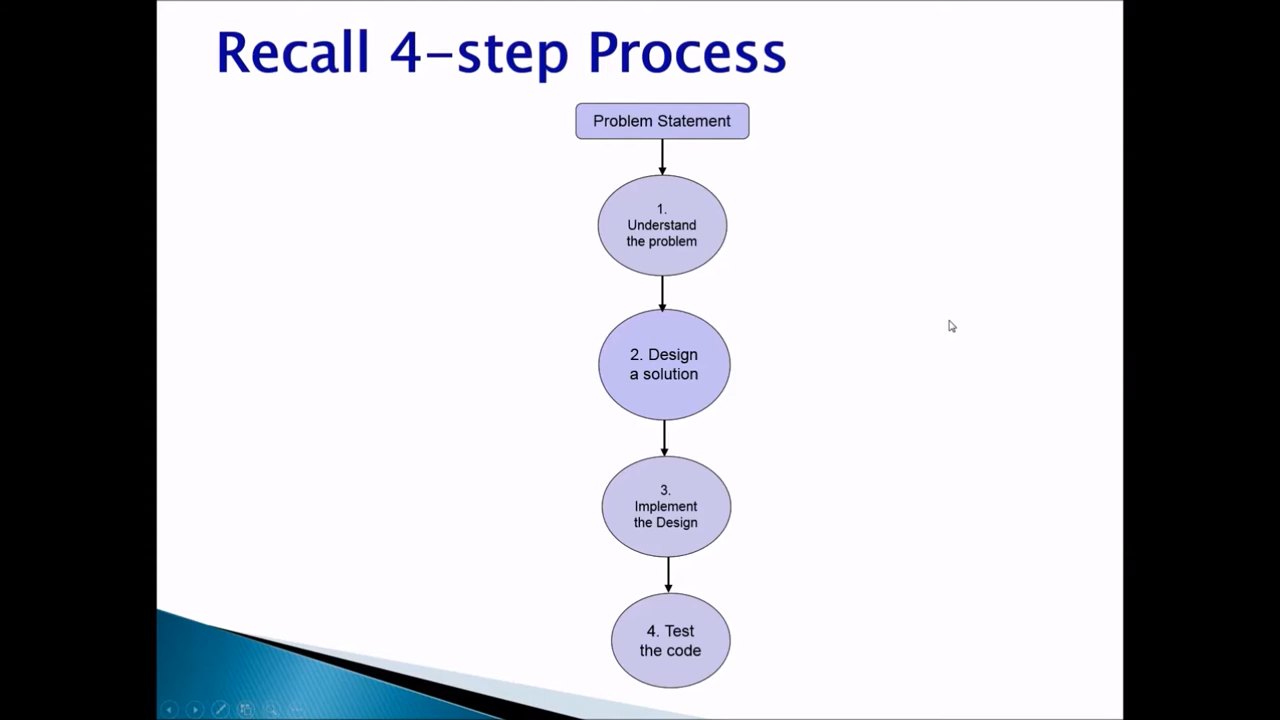 Recall 4-step Process
Problem Statement
1.
Understand
the problem
2. Design
a solution
3.
Implement
the Design
4. Test
the code